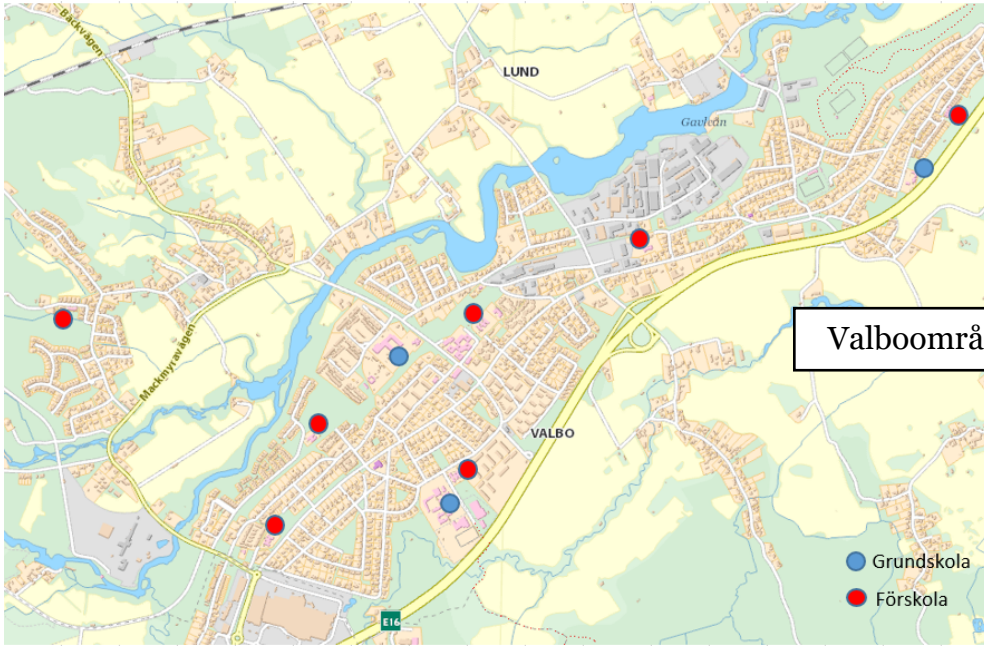 Backvägen
LUND
Gavleån
Mackmyravägen
Valboområ
VALBO
Grundskola
Förskola
E16